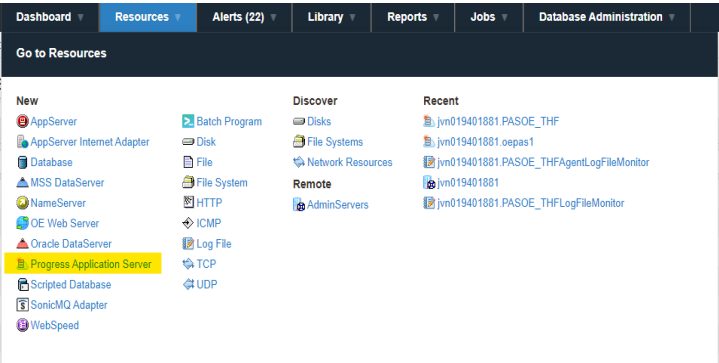 Dashboard Resources Alerts (22) Library Reports Jobs Database Administration
Go to Resources
New
AppServer
AppServer Internet Adapter
Database
MSS DataServer
NameServer
OE Web Server
Oracle DataServer
Progress Application Server
Scripted Database
SonicMQ Adapter
WebSpeed
Batch Program
Disk
File
File System
HTTP
ICMP
Log File
TCP
UDP
Discover
Disks
File Systems
Network Resources
Remote
AdminServers
Recent
jvn019401881.PASOE_THF
jvn019401881.oepas1
jvn019401881.PASOE_THFAgentLogFileMonitor
jvn019401881
jvn019401881.PASOE_THFLogFileMonitor